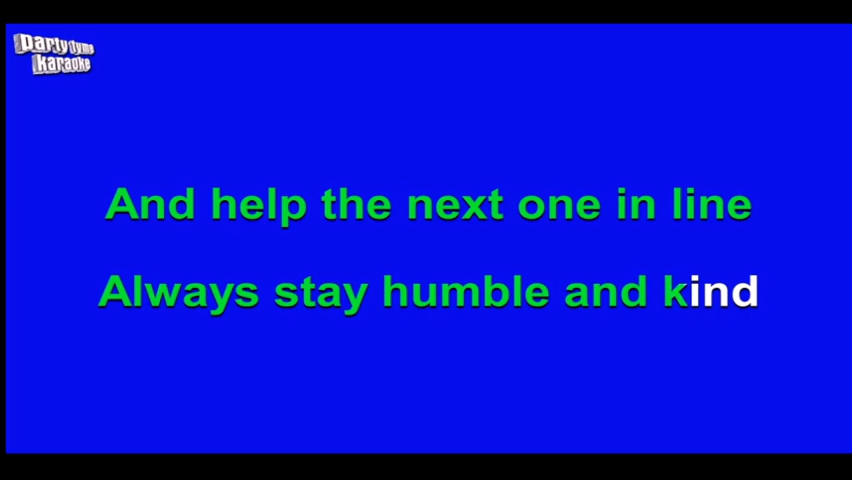 party tyme
karaoke
And help the next one in line
Always stay humble and kind